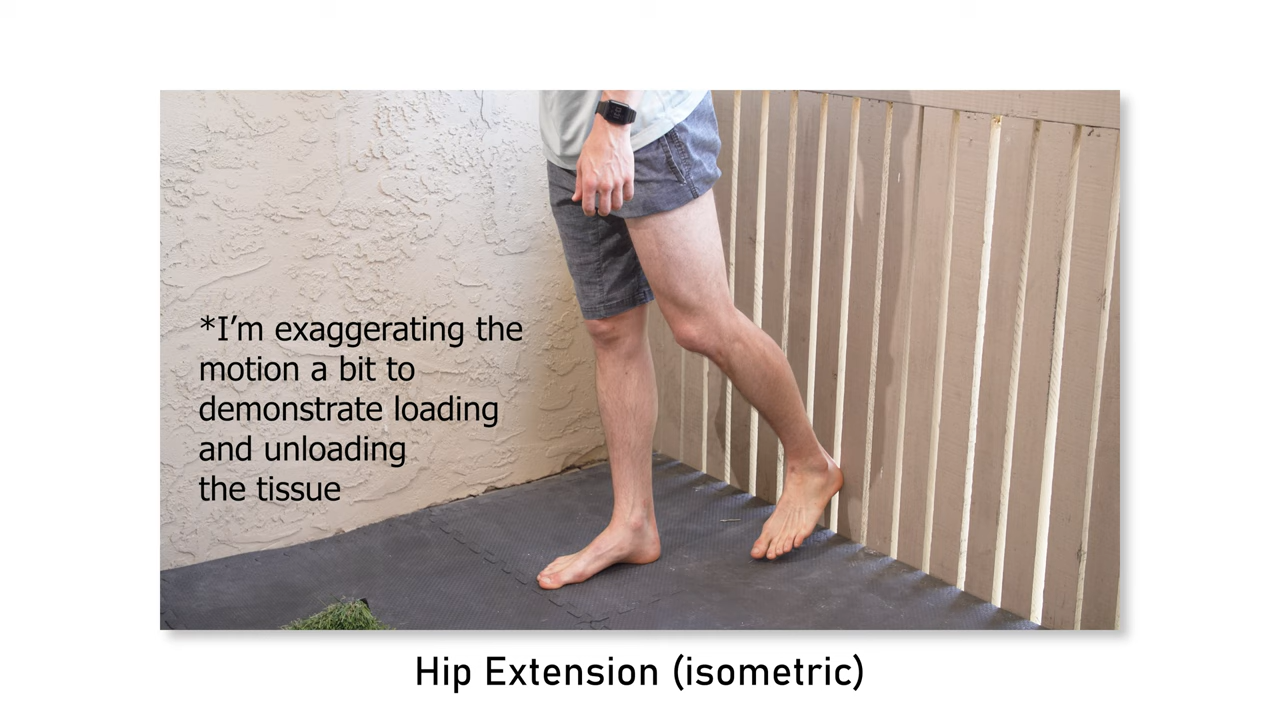 *I’m exaggerating the
motion a bit to
demonstrate loading
and unloading
the tissue
Hip Extension (isometric)